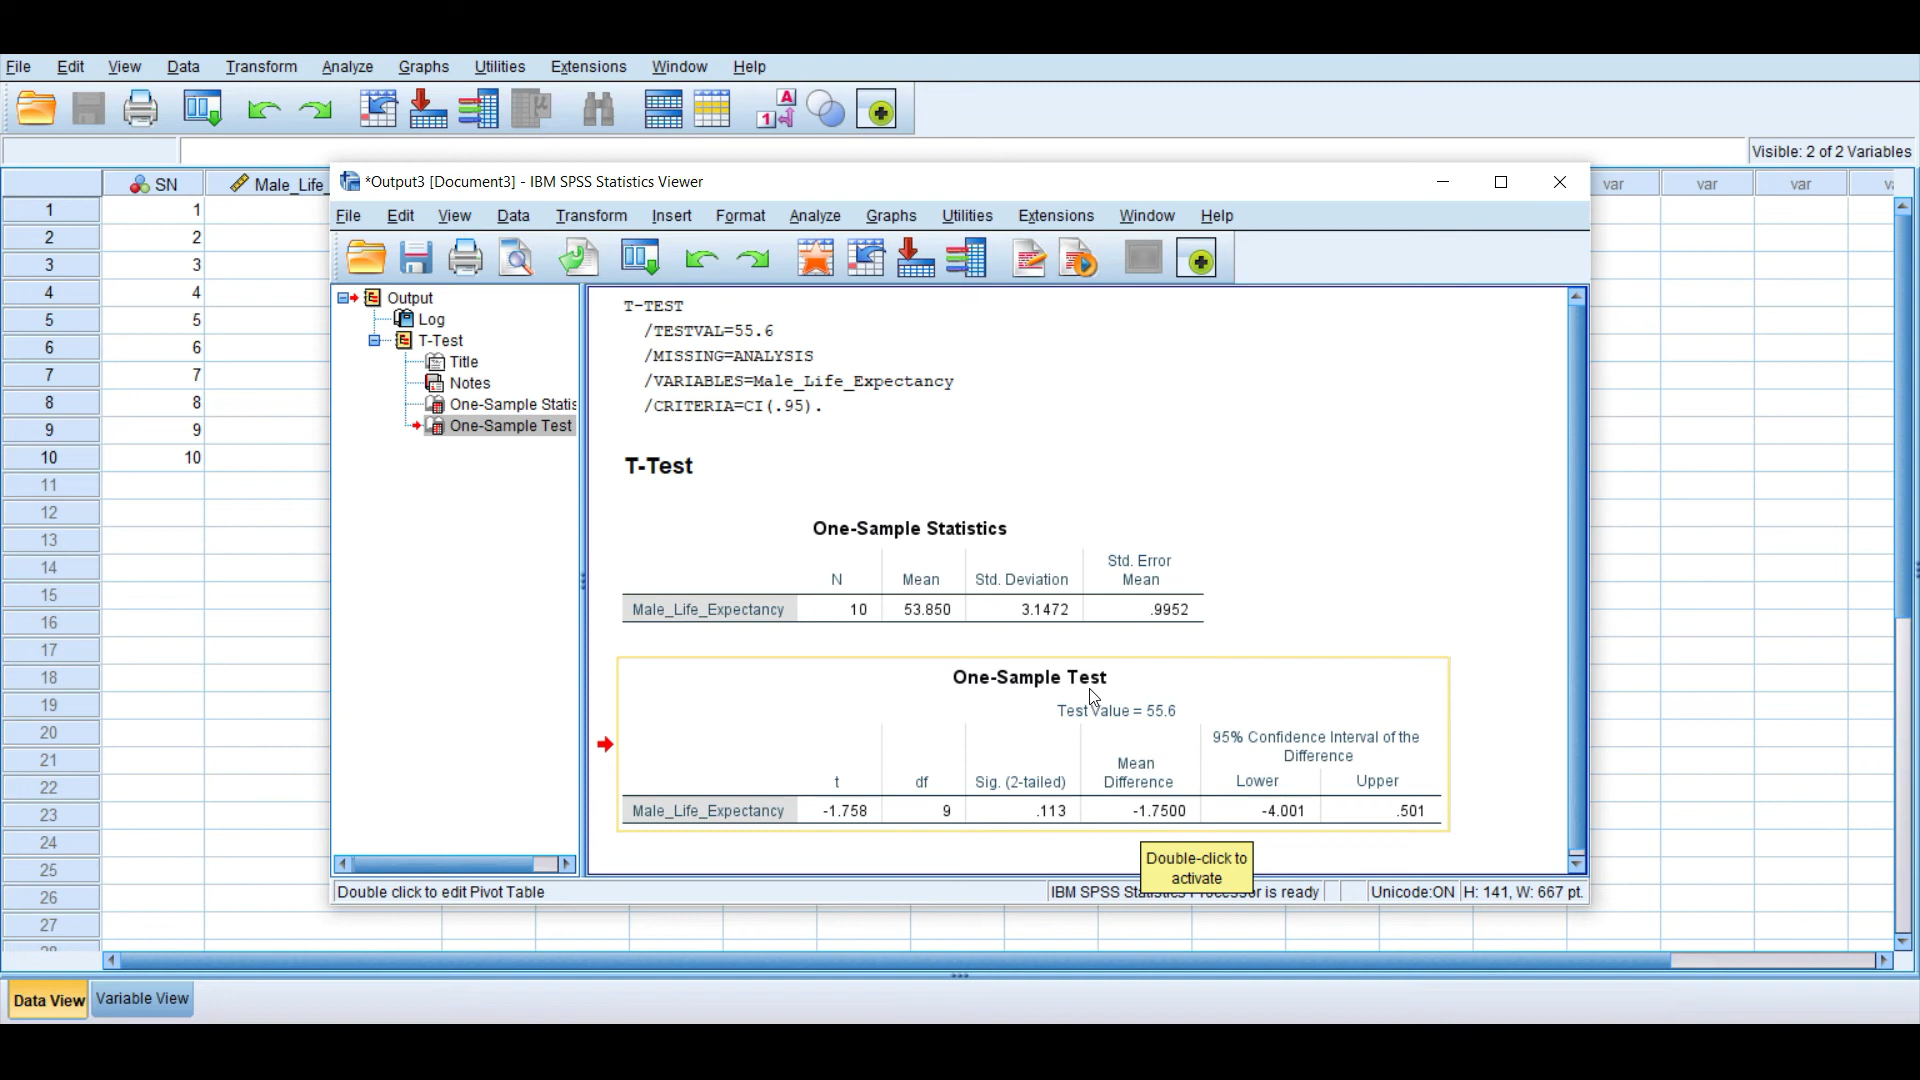 File Edit View Data Transform Analyze Graphs Utilities Extensions Window Help
Visible: 2 of 2 Variables
SN Male_Life_ var var var
1 1
2 2
3 3
4 4
5 5
6 6
7 7
8 8
9 9
10 10
11
12
13
14
15
16
17
18
19
20
21
22
23
24
25
26
27
28
*Output3 [Document3] - IBM SPSS Statistics Viewer
File Edit View Data Transform Insert Format Analyze Graphs Utilities Extensions Window Help
Output
Log
T-Test
Title
Notes
One-Sample Statis
One-Sample Test
T-TEST
/TESTVAL=55.6
/MISSING=ANALYSIS
/VARIABLES=Male_Life_Expectancy
/CRITERIA=CI(.95).
T-Test
One-Sample Statistics
N Mean Std. Deviation Std. Error Mean
Male_Life_Expectancy 10 53.850 3.1472 .9952
One-Sample Test
Test Value = 55.6
95% Confidence Interval of the
Difference
t df Sig. (2-tailed) Mean Difference Lower Upper
Male_Life_Expectancy -1.758 9 .113 -1.7500 -4.001 .501
Double-click to
activate
Double click to edit Pivot Table
IBM SPSS Statistics Processor is ready Unicode:ON H: 141, W: 667 pt.
Data View Variable View